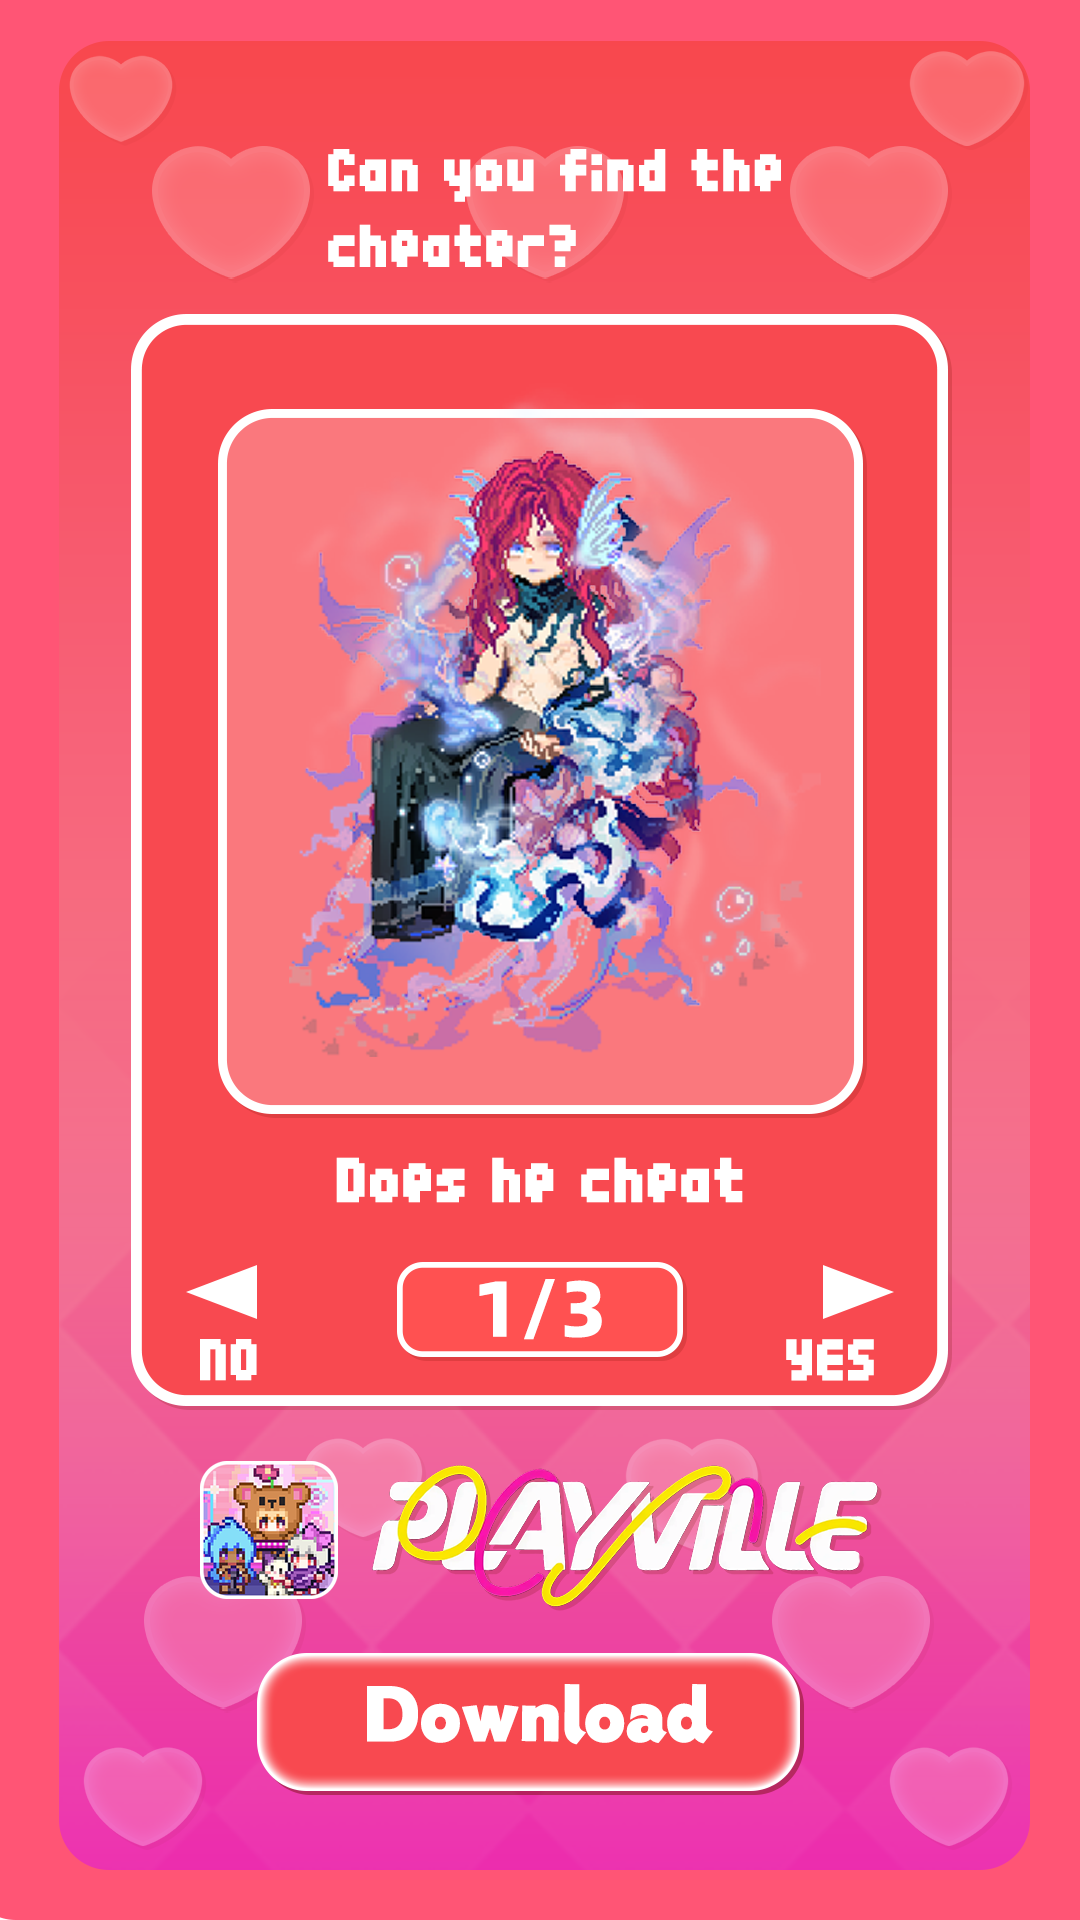 Can you find the
cheater?
Does he cheat
1/3
NO
YES
PLAYVILLE
Download